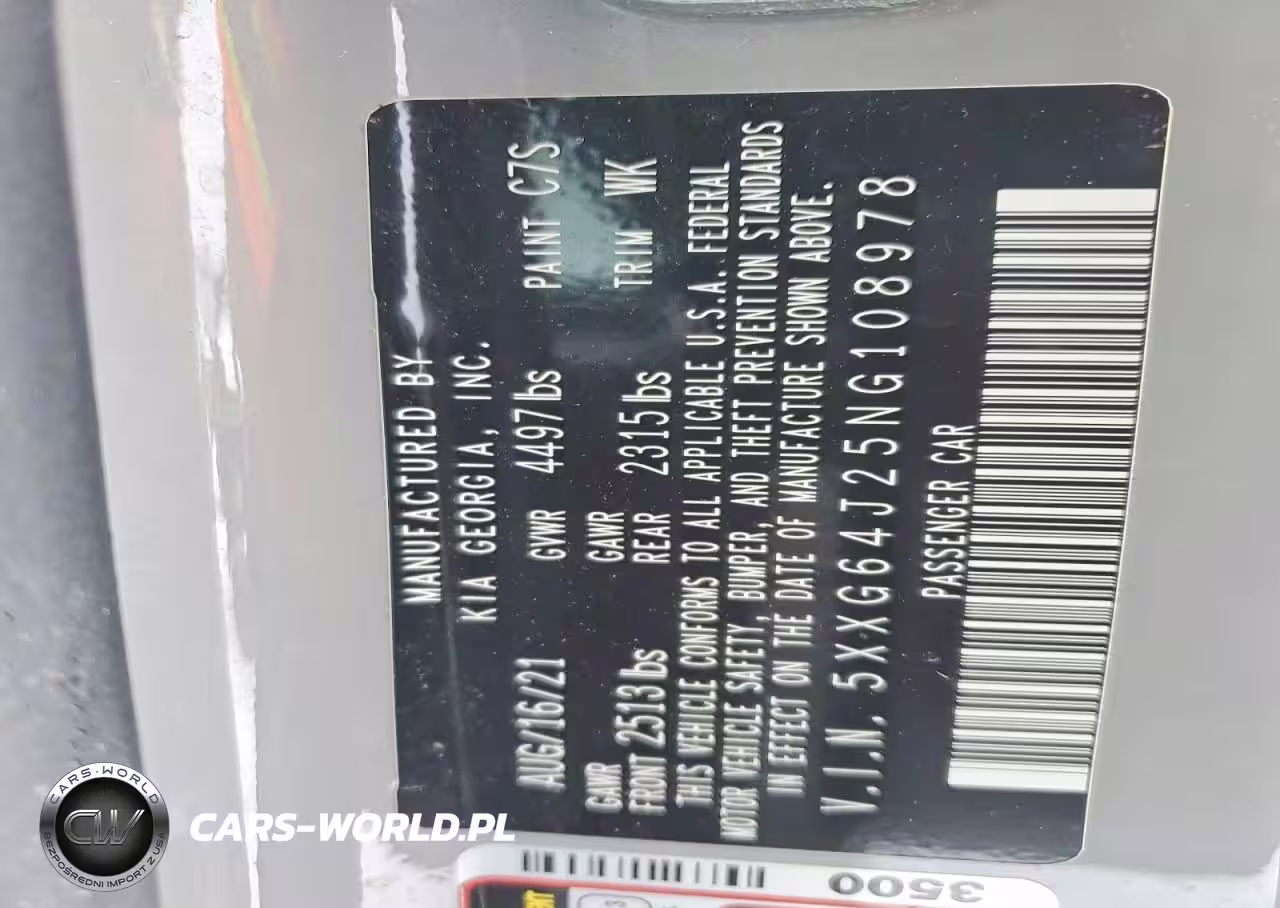 MANUFACTURED BY
KIA GEORGIA, INC.
AUG/16/21 GVWR 4497lbs PAINT C7S
GAWR FRONT 2513lbs GAWR REAR 2315lbs TRIM WK
THIS VEHICLE CONFORMS TO ALL APPLICABLE U.S.A. FEDERAL
MOTOR VEHICLE SAFETY, BUMPER, AND THEFT PREVENTION STANDARDS
IN EFFECT ON THE DATE OF MANUFACTURE SHOWN ABOVE.
V.I.N. 5XXG64J25NG108978
PASSENGER CAR
3500
CARS-WORLD
CW
BEZPOŚREDNI IMPORT Z USA
CARS-WORLD.PL